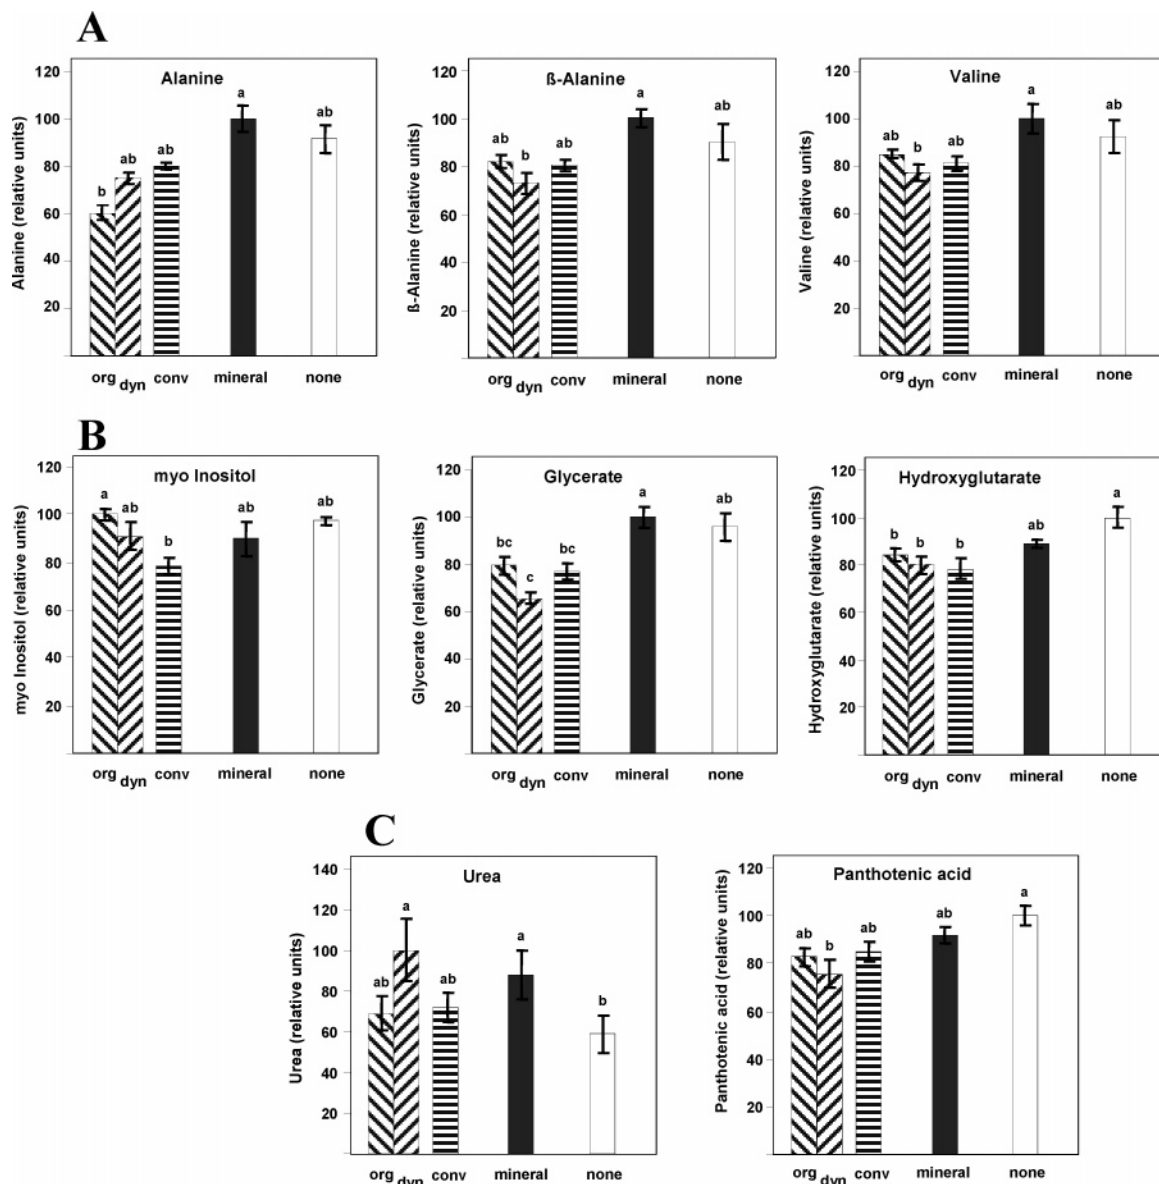 A
Alanine
Alanine (relative units)
120
100
80
60
40
20
b
ab
ab
a
ab
org
dyn
conv
mineral
none
ß-Alanine
ß-Alanine (relative units)
120
100
80
60
40
20
ab
b
ab
a
ab
org
dyn
conv
mineral
none
Valine
Valine (relative units)
120
100
80
60
40
20
ab
b
ab
a
ab
org
dyn
conv
mineral
none
B
myo Inositol
myo Inositol (relative units)
120
100
80
60
40
20
a
ab
b
ab
ab
org
dyn
conv
mineral
none
Glycerate
Glycerate (relative units)
120
100
80
60
40
20
bc
c
bc
a
ab
org
dyn
conv
mineral
none
Hydroxyglutarate
Hydroxyglutarate (relative units)
120
100
80
60
40
20
b
b
b
ab
a
org
dyn
conv
mineral
none
C
Urea
Urea (relative units)
140
120
100
80
60
40
20
ab
a
ab
a
b
org
dyn
conv
mineral
none
Panthotenic acid
Panthotenic acid (relative units)
120
100
80
60
40
20
ab
b
ab
ab
a
org
dyn
conv
mineral
none